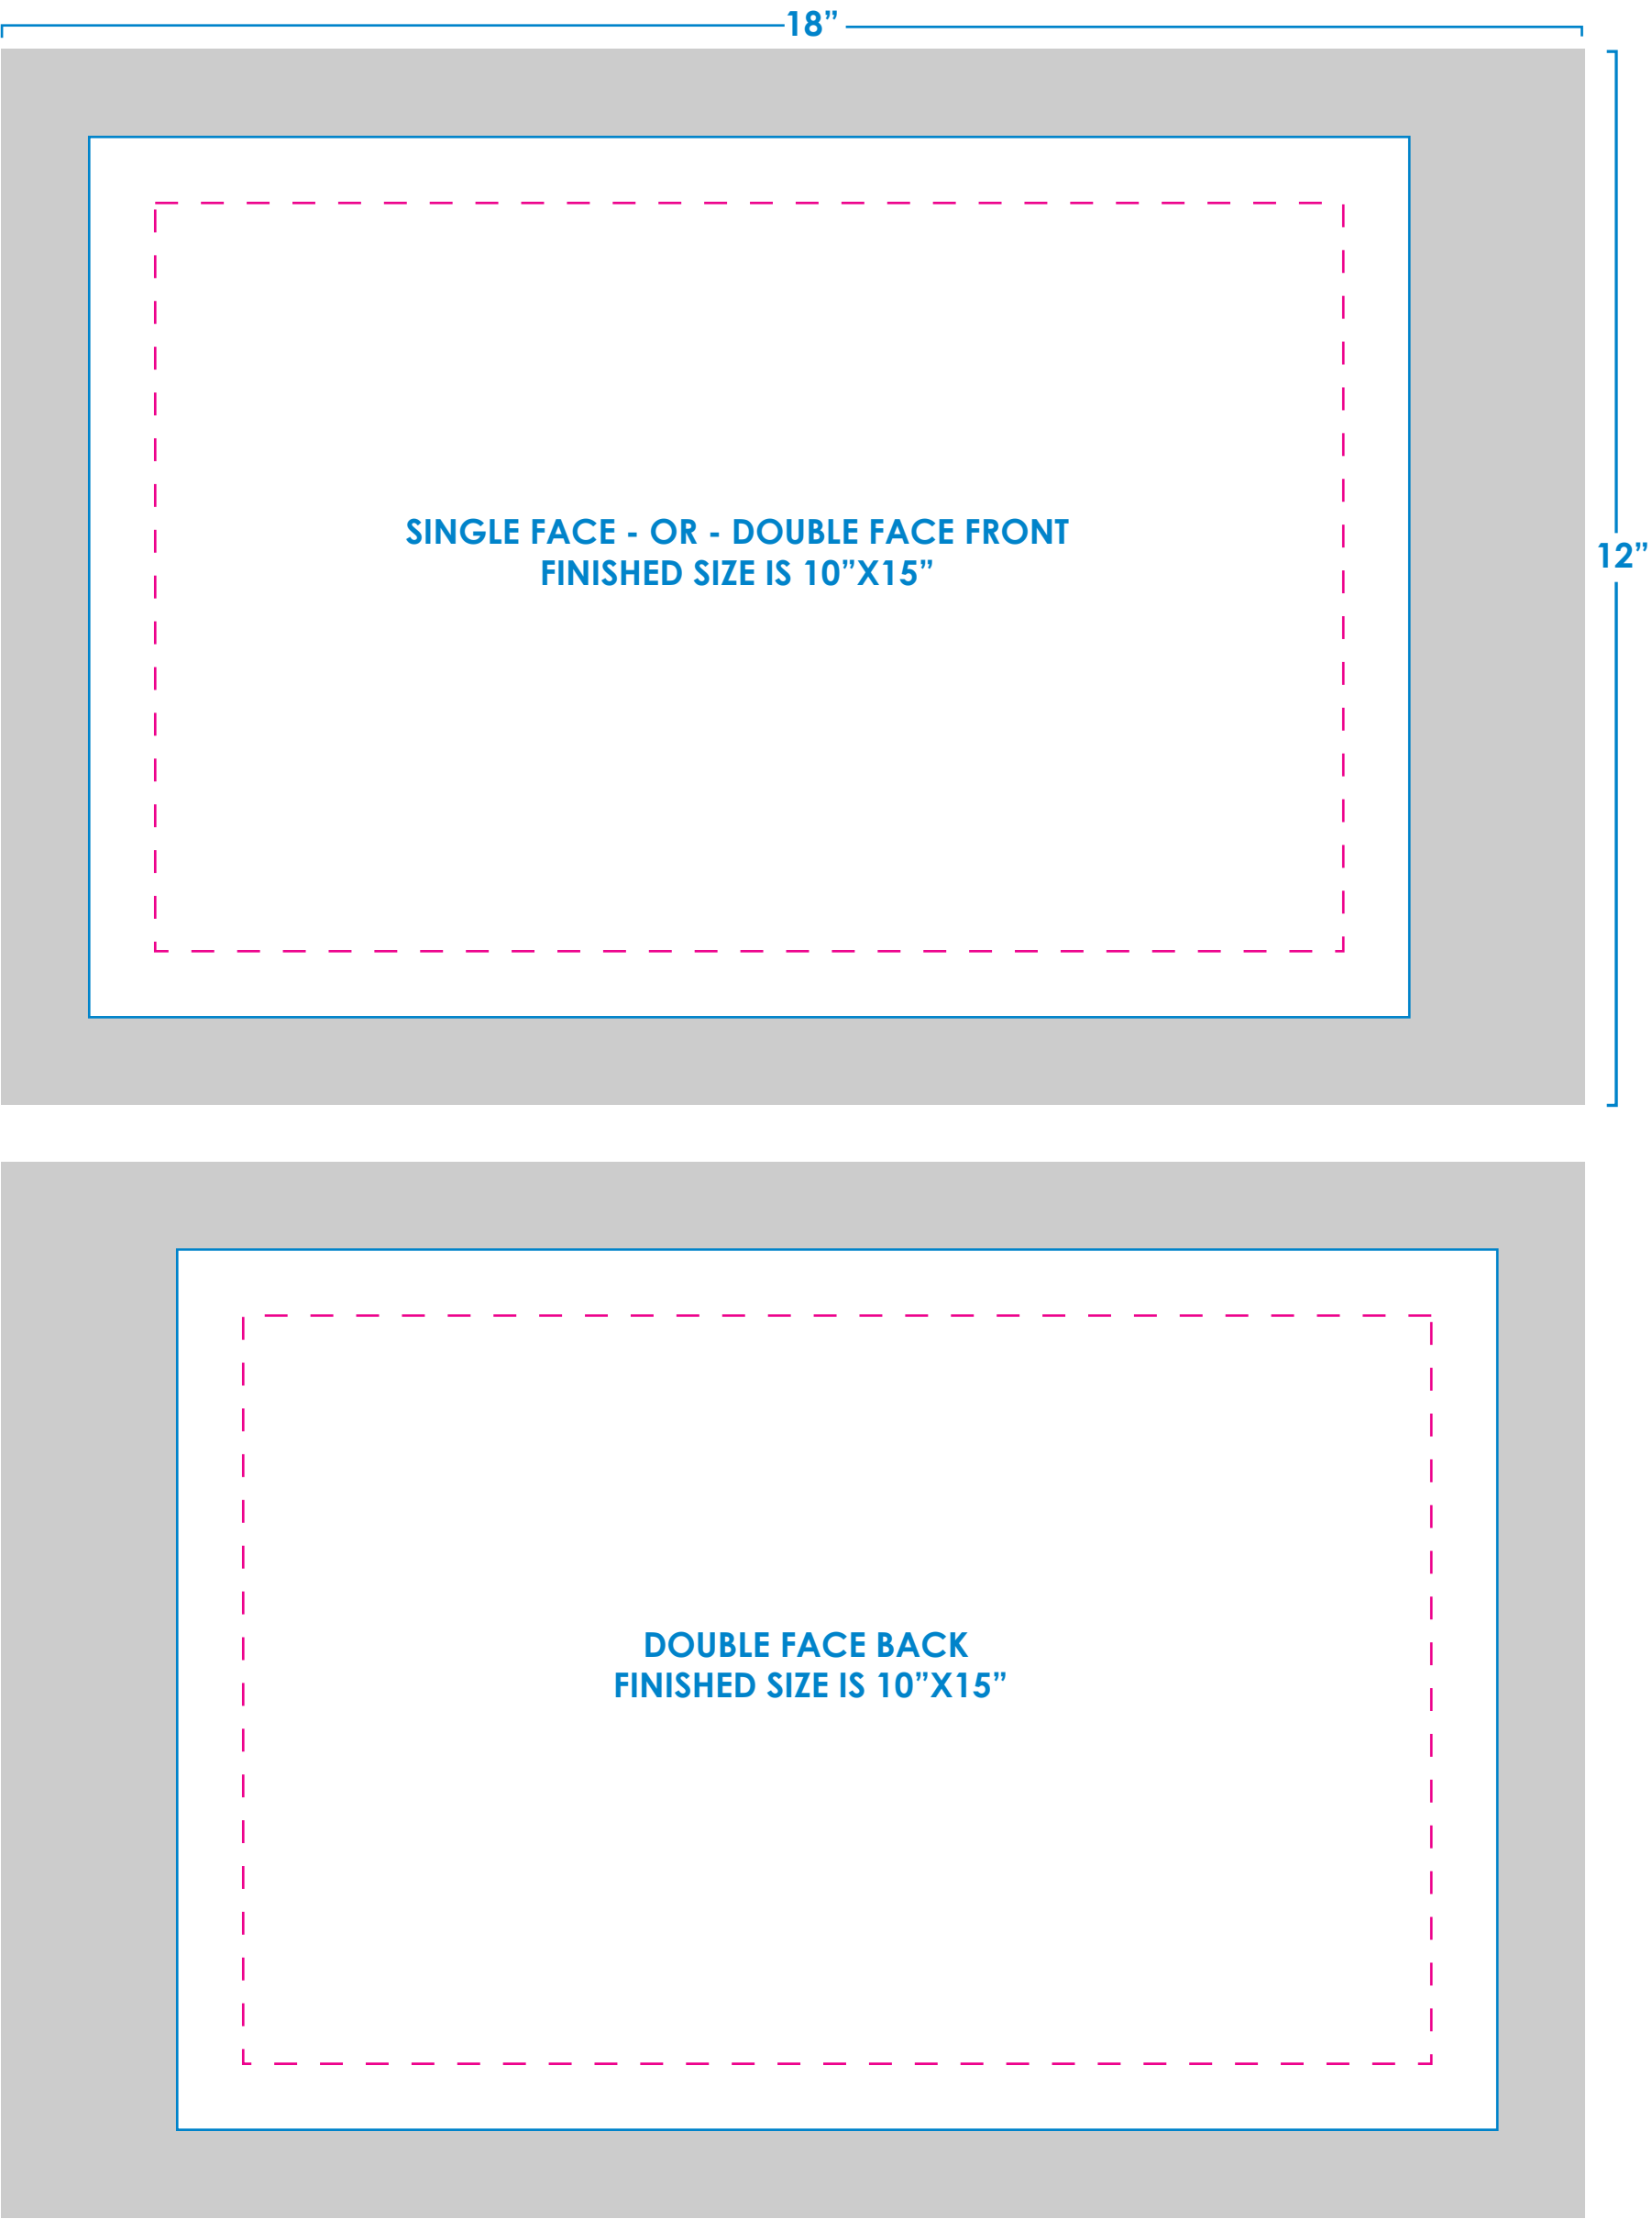 18”
12”
SINGLE FACE - OR - DOUBLE FACE FRONT
FINISHED SIZE IS 10”X15”
DOUBLE FACE BACK
FINISHED SIZE IS 10”X15”